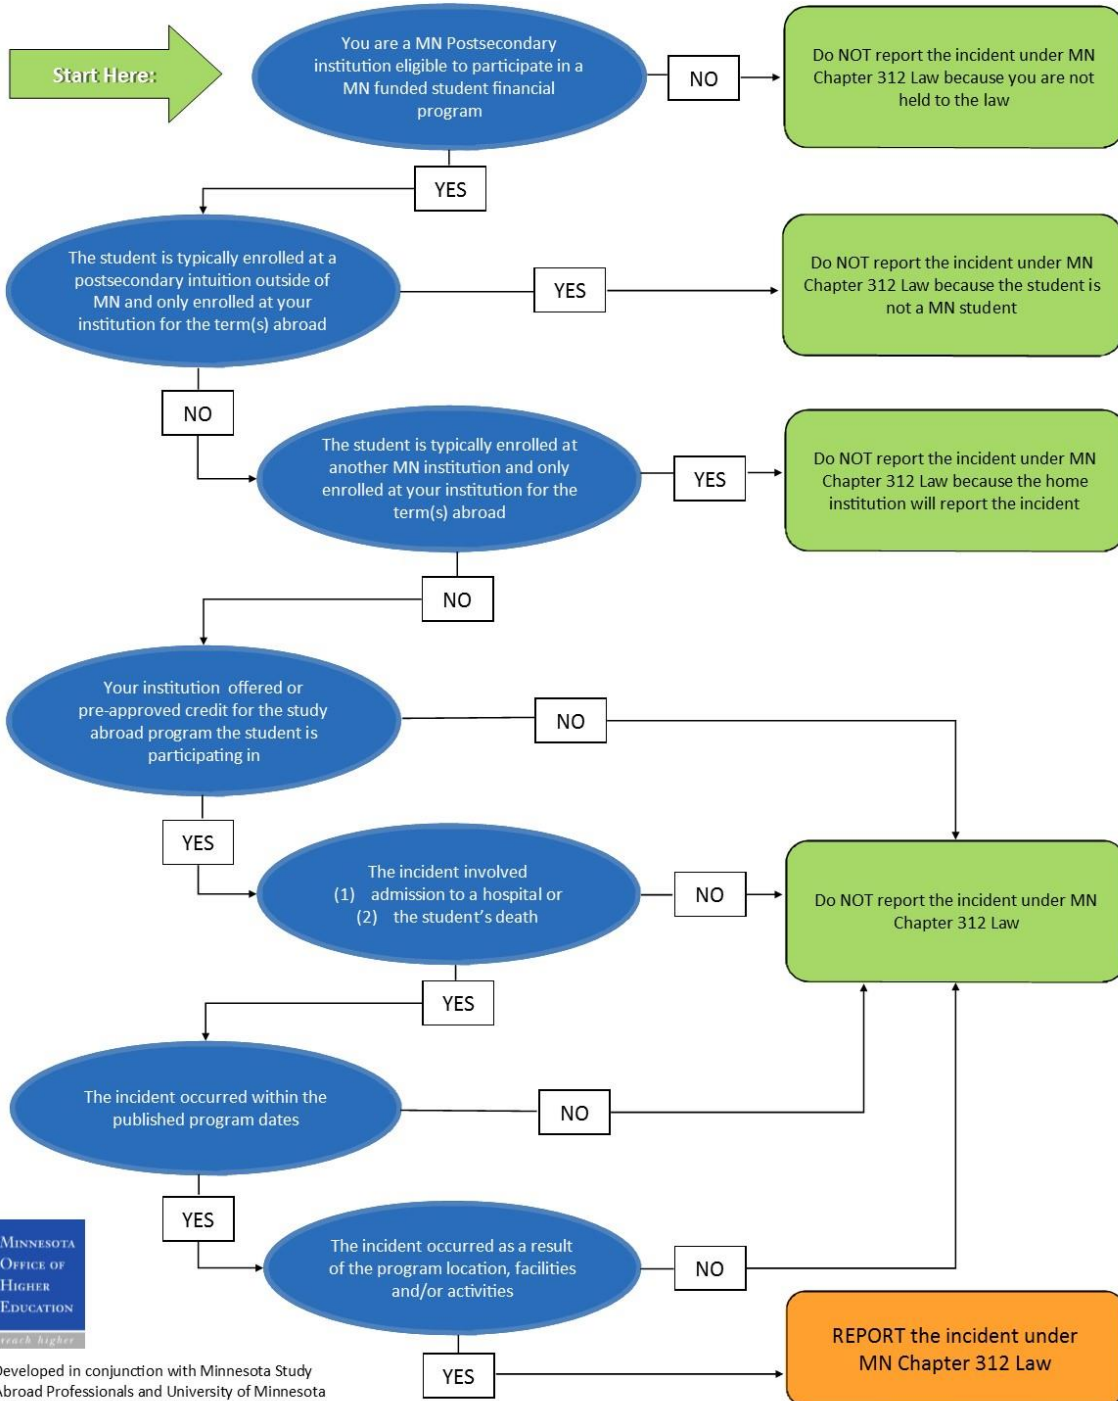 Start Here:
You are a MN Postsecondary
institution eligible to participate in a
MN funded student financial
program
NO
Do NOT report the incident under MN
Chapter 312 Law because you are not
held to the law
YES
The student is typically enrolled at a
postsecondary intuition outside of
MN and only enrolled at your
institution for the term(s) abroad
YES
Do NOT report the incident under MN
Chapter 312 Law because the student is
not a MN student
NO
The student is typically enrolled at
another MN institution and only
enrolled at your institution for the
term(s) abroad
YES
Do NOT report the incident under MN
Chapter 312 Law because the home
institution will report the incident
NO
Your institution offered or
pre-approved credit for the study
abroad program the student is
participating in
NO
YES
The incident involved
(1) admission to a hospital or
(2) the student's death
NO
Do NOT report the incident under MN
Chapter 312 Law
YES
The incident occurred within the
published program dates
NO
YES
The incident occurred as a result
of the program location, facilities
and/or activities
NO
YES
REPORT the incident under
MN Chapter 312 Law
MINNESOTA
OFFICE OF
HIGHER
EDUCATION
reach higher
Developed in conjunction with Minnesota Study
Abroad Professionals and University of Minnesota